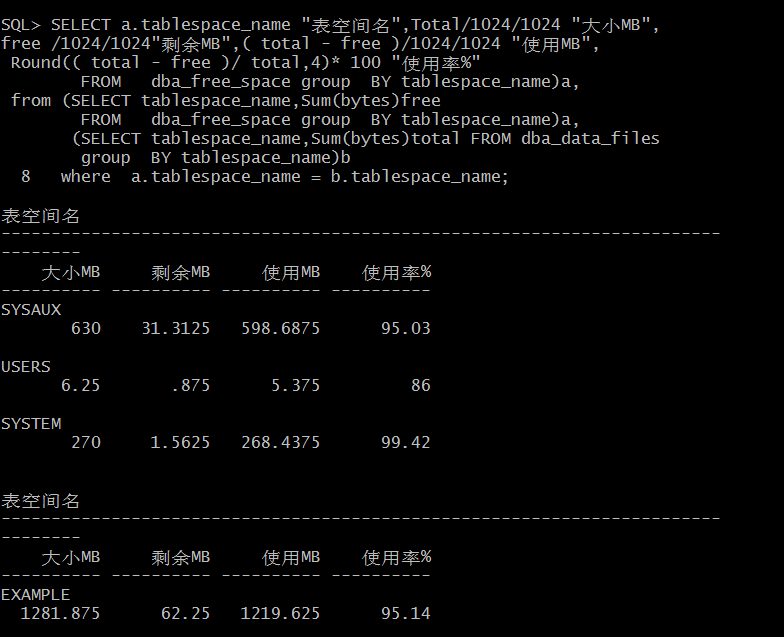 SQL> SELECT a.tablespace_name "表空间名",Total/1024/1024 "大小MB",
free /1024/1024"剩余MB",( total - free )/1024/1024 "使用MB",
 Round(( total - free )/ total,4)* 100 "使用率%"
        FROM   dba_free_space group  BY tablespace_name)a,
 from (SELECT tablespace_name,Sum(bytes)free
        FROM   dba_free_space group  BY tablespace_name)a,
       (SELECT tablespace_name,Sum(bytes)total FROM dba_data_files
        group  BY tablespace_name)b
  8   where  a.tablespace_name = b.tablespace_name;
表空间名
------------------------------------------------------------------------
--------
    大小MB     剩余MB     使用MB    使用率%
---------- ---------- ---------- ----------
SYSAUX
       630    31.3125   598.6875      95.03
USERS
      6.25       .875      5.375         86
SYSTEM
       270     1.5625   268.4375      99.42
表空间名
------------------------------------------------------------------------
--------
    大小MB     剩余MB     使用MB    使用率%
---------- ---------- ---------- ----------
EXAMPLE
  1281.875      62.25   1219.625      95.14